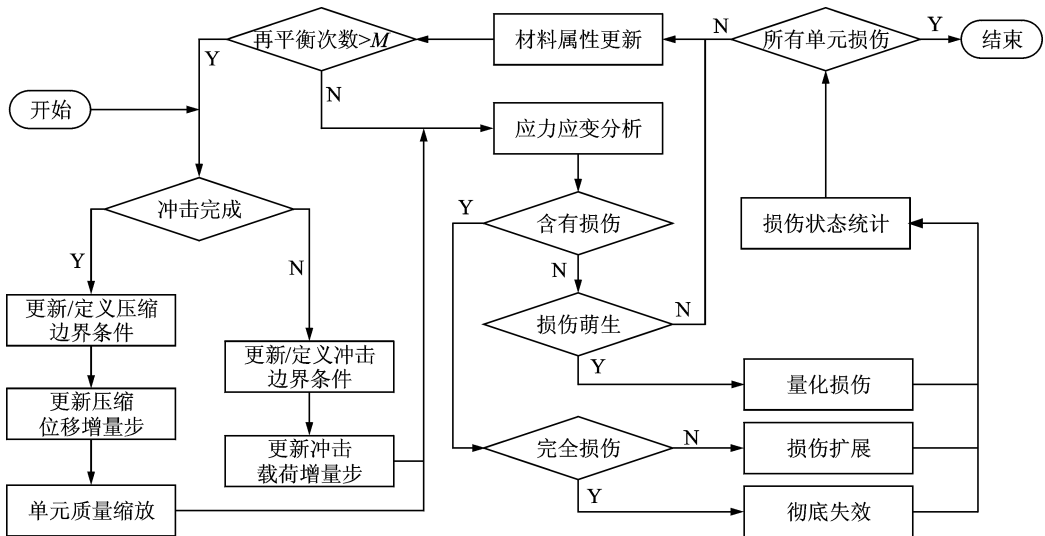 再平衡次数>M
材料属性更新
N
所有单元损伤
Y
结束
Y
N
开始
应力应变分析
冲击完成
Y
含有损伤
损伤状态统计
Y
N
N
更新/定义压缩
边界条件
损伤萌生
N
更新/定义冲击
边界条件
Y
量化损伤
更新压缩
位移增量步
更新冲击
载荷增量步
完全损伤
N
损伤扩展
Y
单元质量缩放
彻底失效